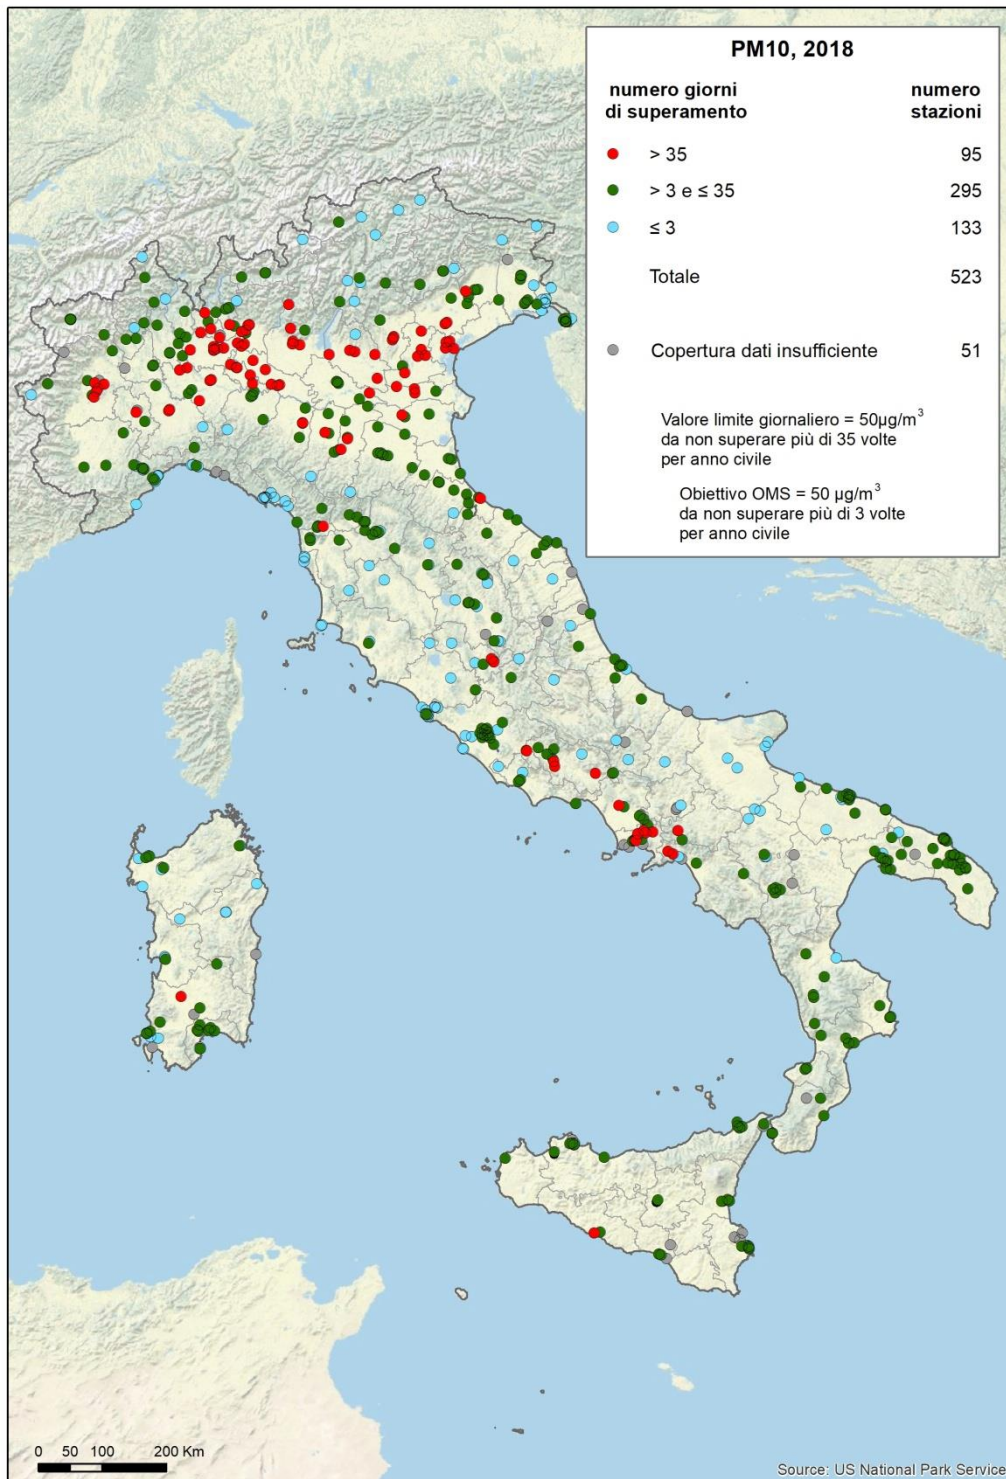 PM10, 2018
numero giorni di superamento numero stazioni
> 35 95
> 3 e ≤ 35 295
≤ 3 133
Totale 523
Copertura dati insufficiente 51
Valore limite giornaliero = 50µg/m³
da non superare più di 35 volte
per anno civile
Obiettivo OMS = 50 µg/m³
da non superare più di 3 volte
per anno civile
0 50 100 200 Km
Source: US National Park Service